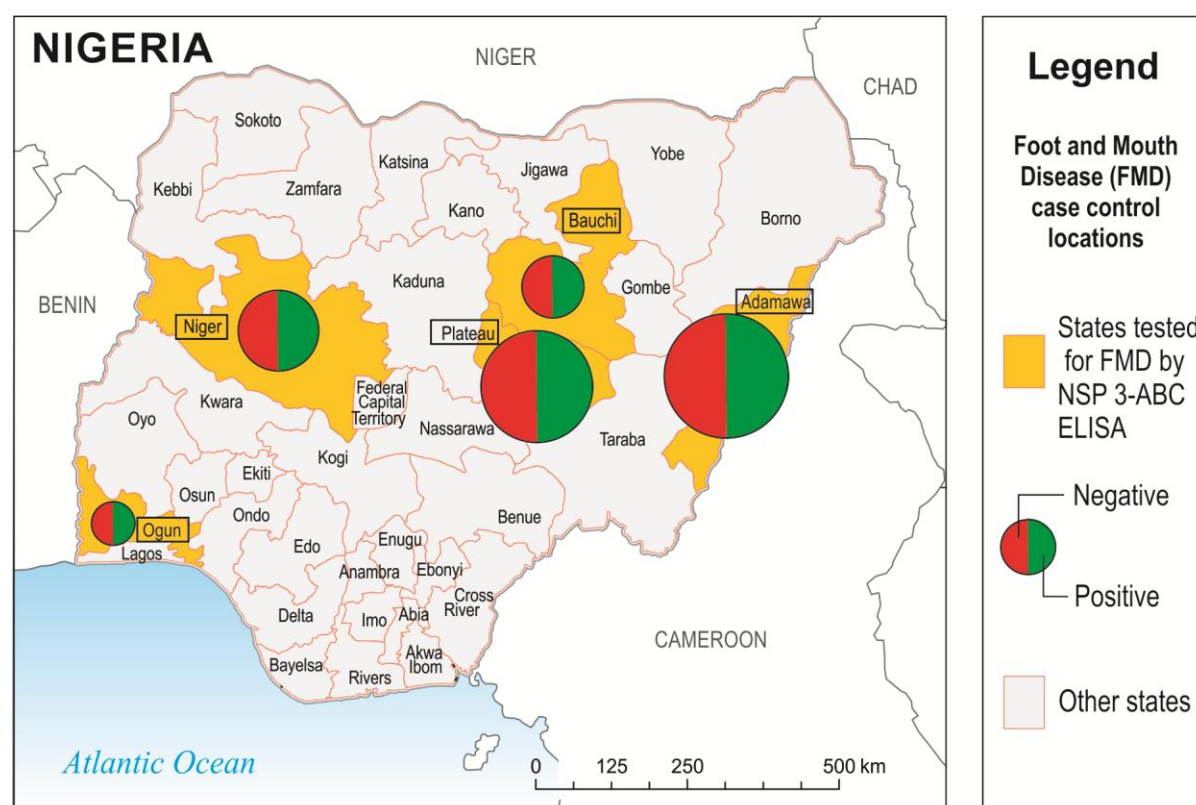 NIGERIA
NIGER
CHAD
Sokoto
Katsina
Yobe
Jigawa
Kebbi
Zamfara
Kano
Borno
Bauchi
BENIN
Kaduna
Gombe
Adamawa
Niger
Plateau
Federal
Capital
Territory
Kwara
Oyo
Nassarawa
Taraba
Kogi
Ekiti
Osun
Ondo
Benue
Ogun
Lagos
Edo
Enugu
Anambra
Ebonyi
Cross
River
Delta
Imo
Abia
CAMEROON
Akwa
Ibom
Bayelsa
Rivers
Atlantic Ocean
0 125 250 500 km
Legend
Foot and Mouth
Disease (FMD)
case control
locations
States tested
for FMD by
NSP 3-ABC
ELISA
Negative
Positive
Other states